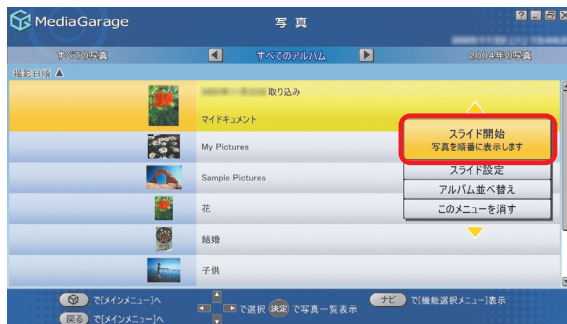 MediaGarage
写真
すべての写真
すべてのアルバム
2004年の写真
撮影日順 ▲
取り込み
マイドキュメント
My Pictures
Sample Pictures
花
結婚
子供
スライド開始
写真を順番に表示します
スライド設定
アルバム並べ替え
このメニューを消す
で[メインメニュー]へ
戻る で[メインメニュー]へ
で選択 決定 で写真一覧表示
ナビ で[機能選択メニュー]表示